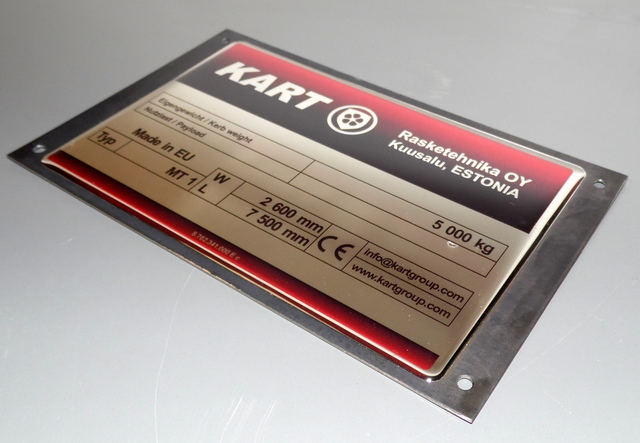 KART
Rasketehnika OY
Kuusalu, ESTONIA
Eigengewicht / Kerb weight
Nutzlast / Payload 5 000 kg
Typ Made in EU
MT 1 W 2 600 mm info@kartgroup.com
L 7 500 mm CE www.kartgroup.com